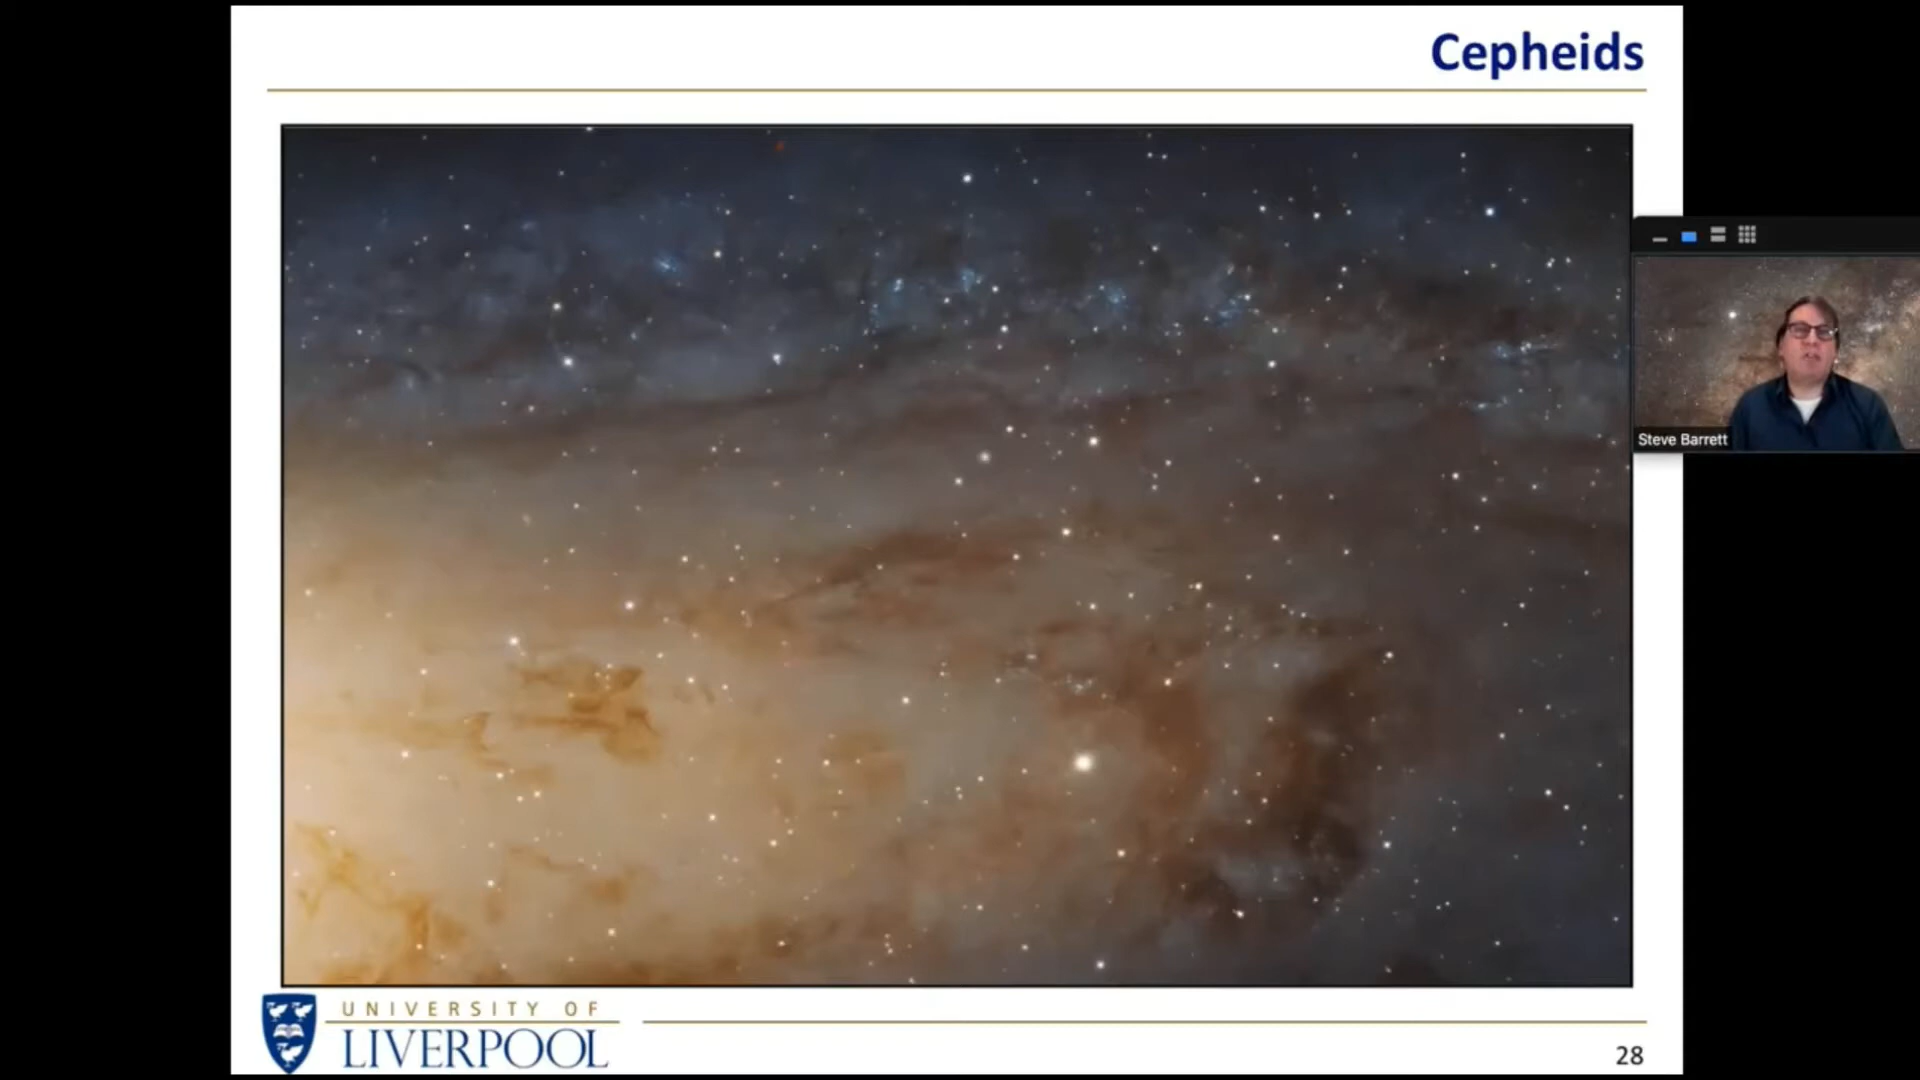 Cepheids
Steve Barrett
UNIVERSITY OF
LIVERPOOL
28